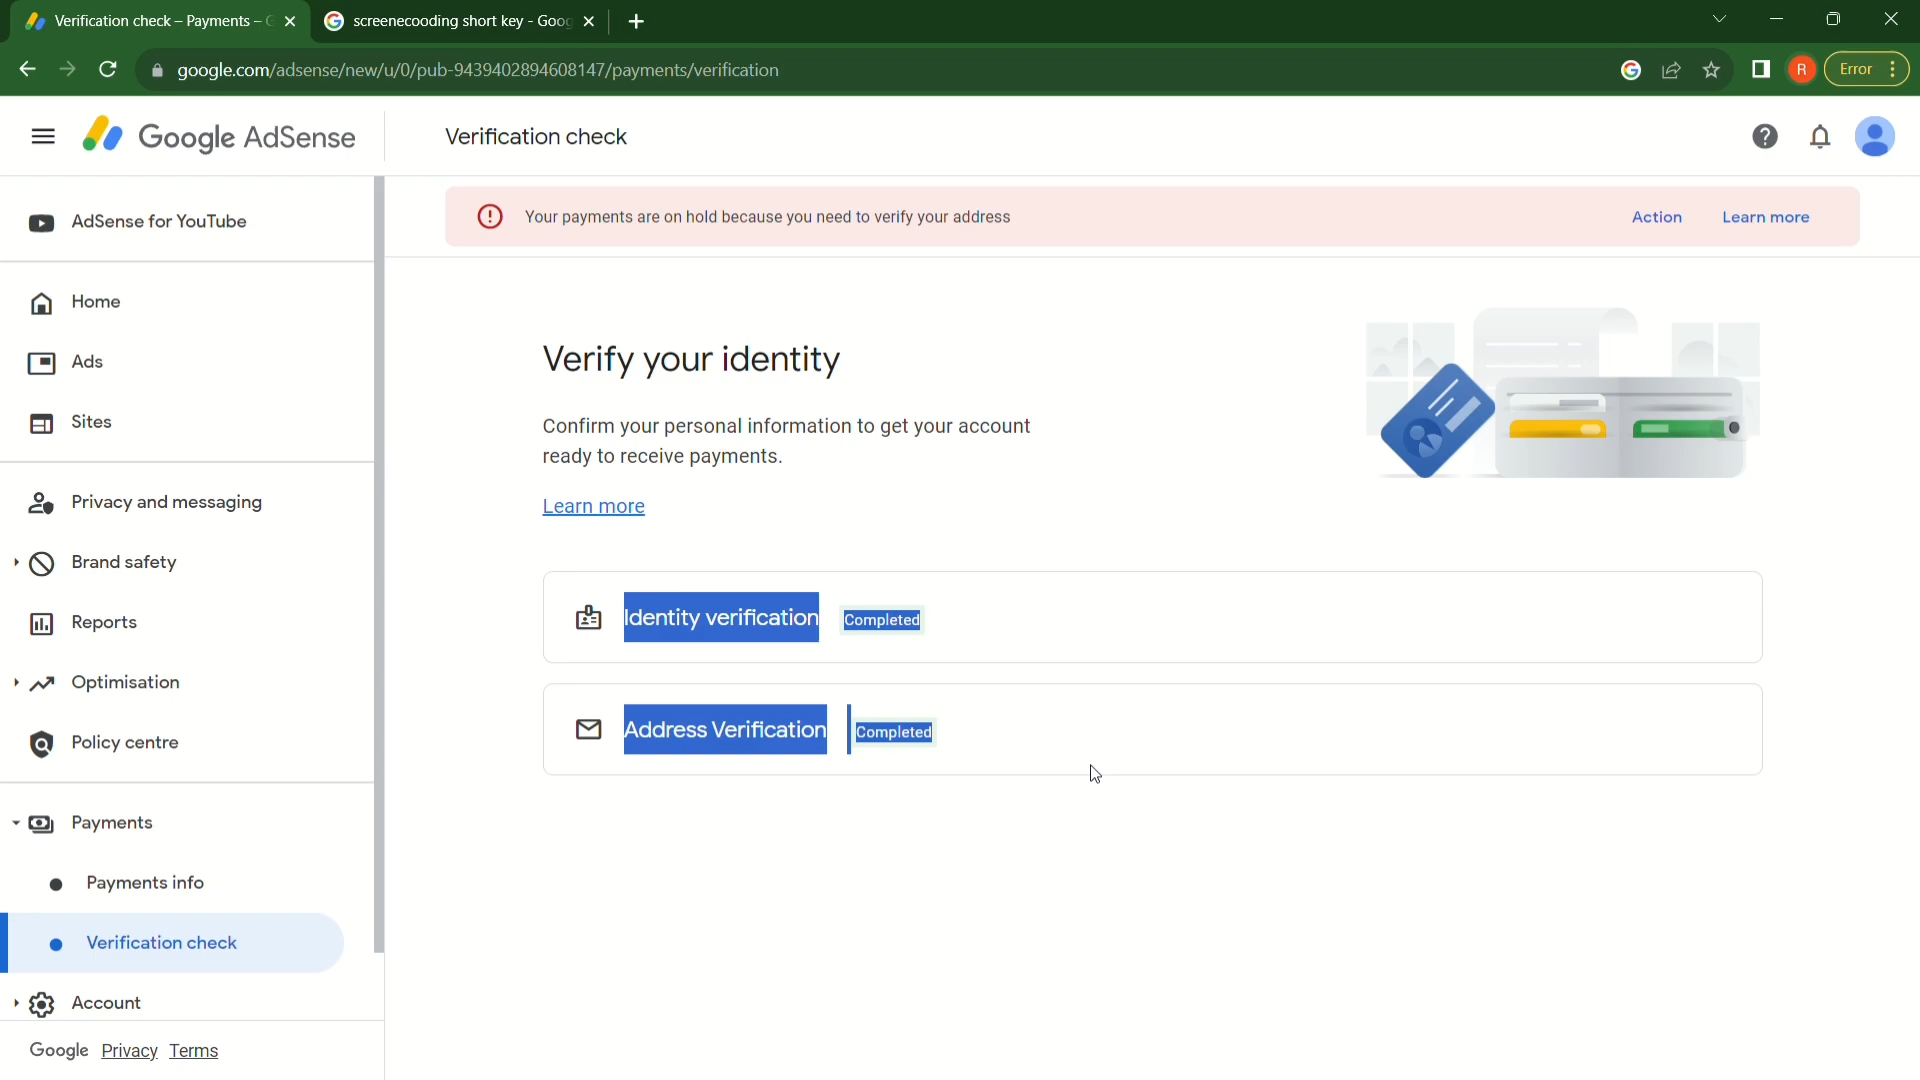 Verification check – Payments – G
screenecooding short key - Goog
google.com/adsense/new/u/0/pub-9439402894608147/payments/verification
R
Error
Google AdSense
Verification check
AdSense for YouTube
Your payments are on hold because you need to verify your address
Action
Learn more
Home
Ads
Sites
Privacy and messaging
Brand safety
Reports
Optimisation
Policy centre
Payments
Payments info
Verification check
Account
Google Privacy Terms
Verify your identity
Confirm your personal information to get your account
ready to receive payments.
Learn more
Identity verification Completed
Address Verification Completed